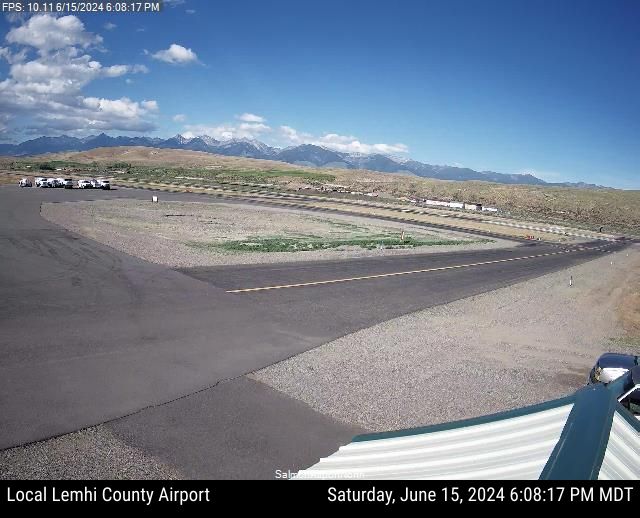 FPS: 10.11 6/15/2024 6:08:17 PM
Local Lemhi County Airport
Saturday, June 15, 2024 6:08:17 PM MDT